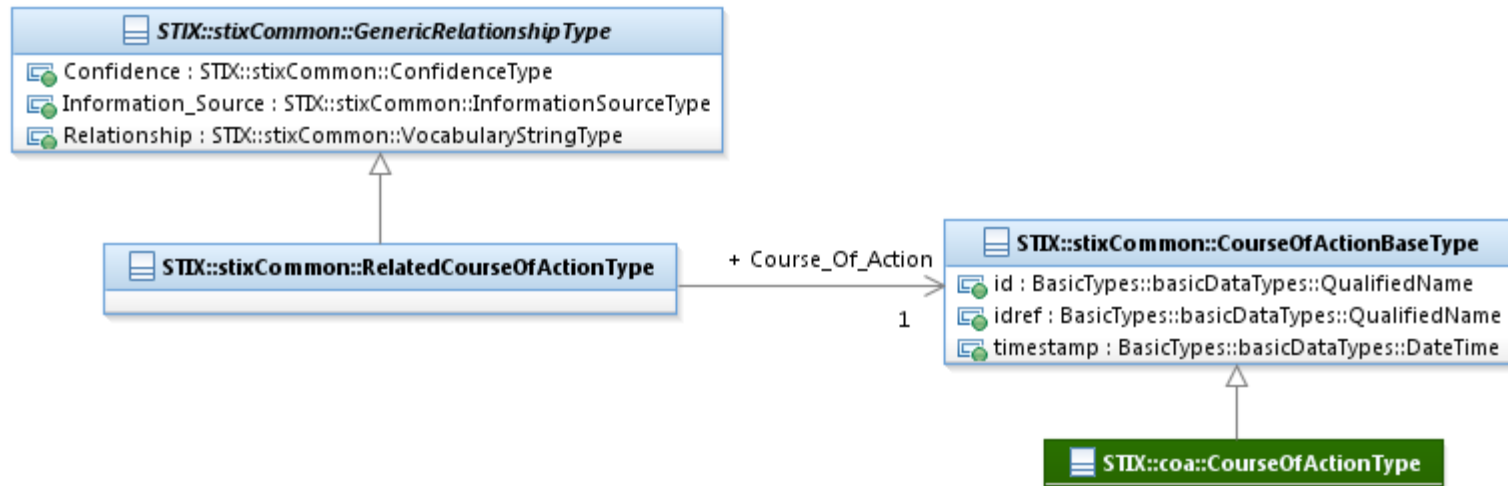 STIX::stixCommon::GenericRelationshipType
Confidence : STIX::stixCommon::ConfidenceType
Information_Source : STIX::stixCommon::InformationSourceType
Relationship : STIX::stixCommon::VocabularyStringType
STIX::stixCommon::RelatedCourseOfActionType
+ Course_Of_Action
1
STIX::stixCommon::CourseOfActionBaseType
id : BasicTypes::basicDataTypes::QualifiedName
idref : BasicTypes::basicDataTypes::QualifiedName
timestamp : BasicTypes::basicDataTypes::DateTime
STIX::coa::CourseOfActionType